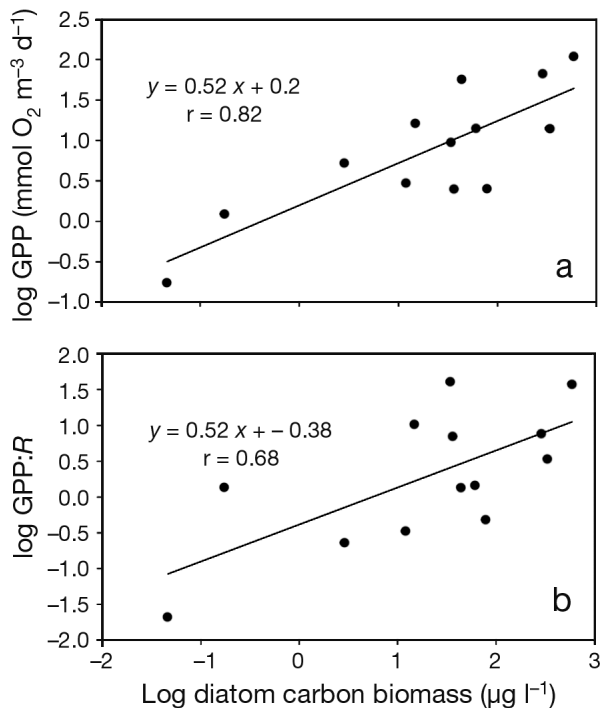 log GPP (mmol O₂ m⁻³ d⁻¹)
2.5
2.0
1.5
1.0
0.5
0.0
−0.5
−1.0
y = 0.52 x + 0.2
r = 0.82
a
log GPP:R
2.0
1.5
1.0
0.5
0.0
−0.5
−1.0
−1.5
−2.0
y = 0.52 x + − 0.38
r = 0.68
b
−2 −1 0 1 2 3
Log diatom carbon biomass (µg l⁻¹)